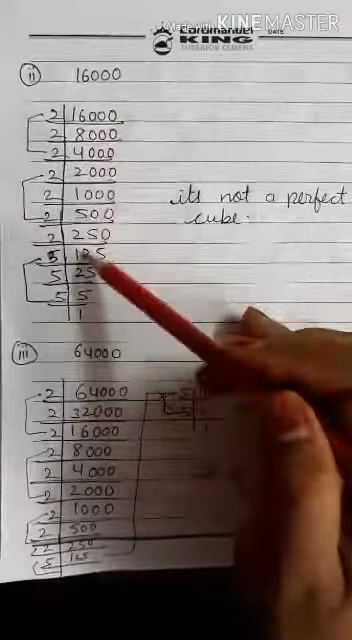 Made with KINEMASTER
Coromandel
KING
SUPERIOR CEMENT
DATE
ii 16000
2 16000
2 8000
2 4000
2 2000
2 1000
2 500
2 250
5 125
5 25
5 5
1
its not a perfect
cube.
iii 64000
2 64000
2 32000
2 16000
2 8000
2 4000
2 2000
2 1000
2 500
2 250
5 125
1